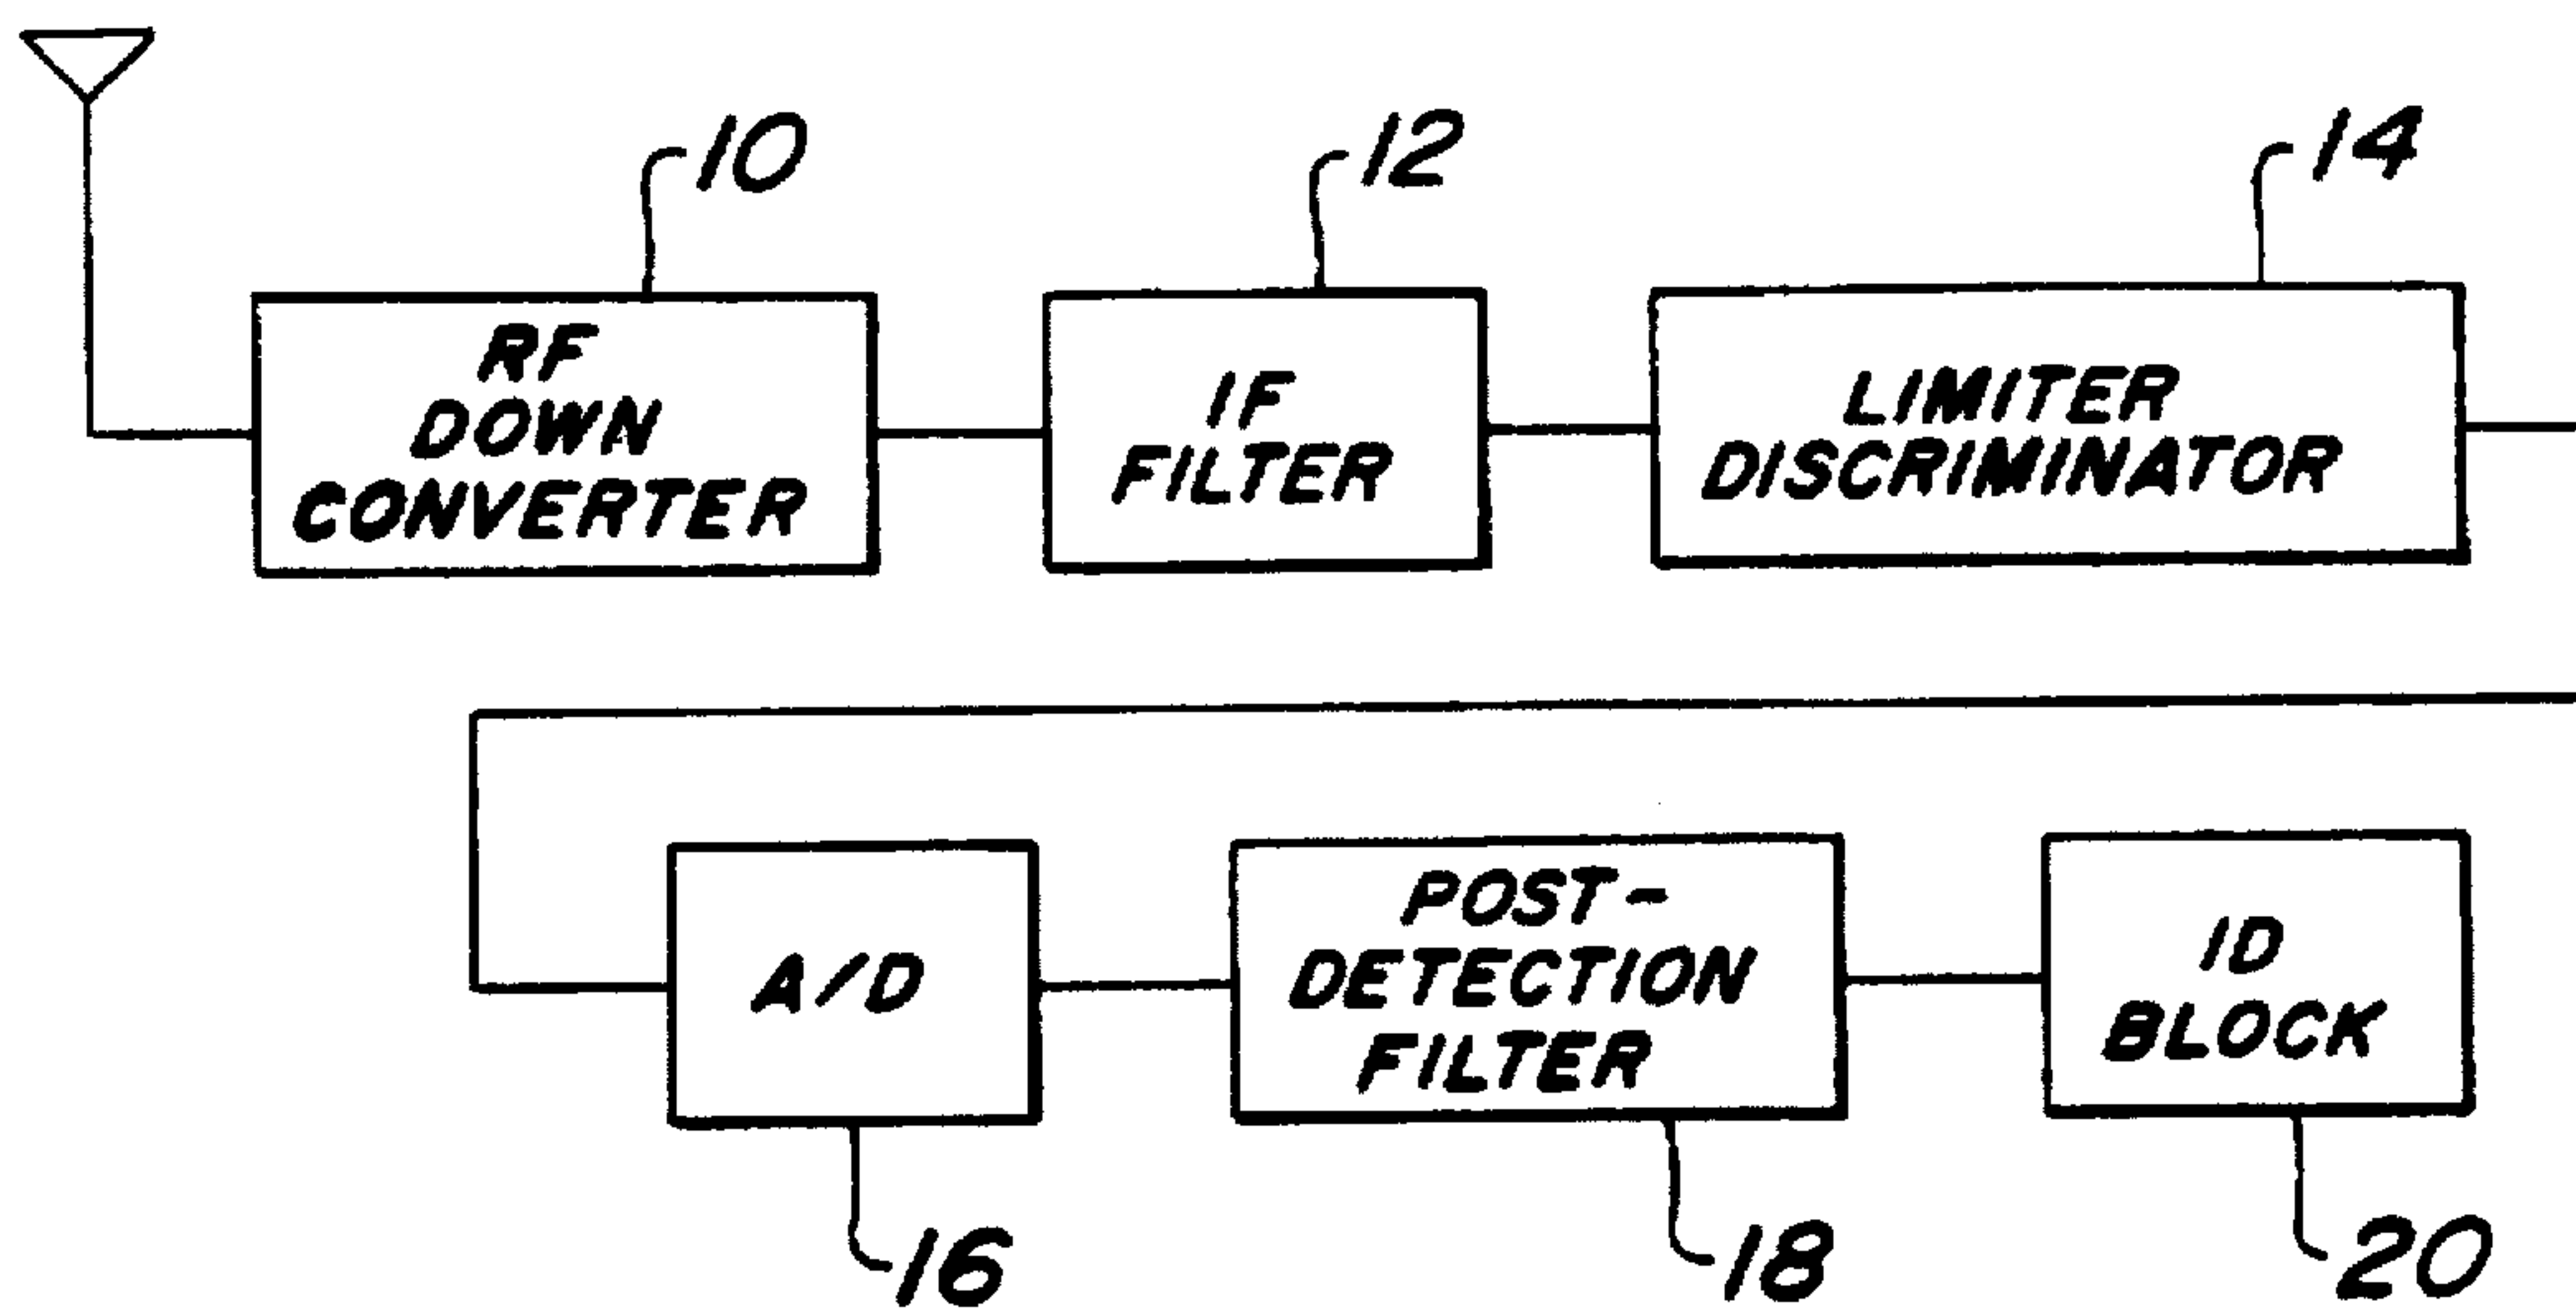 10
12
14
RF
DOWN
CONVERTER
IF
FILTER
LIMITER
DISCRIMINATOR
A/D
POST-
DETECTION
FILTER
ID
BLOCK
16
18
20